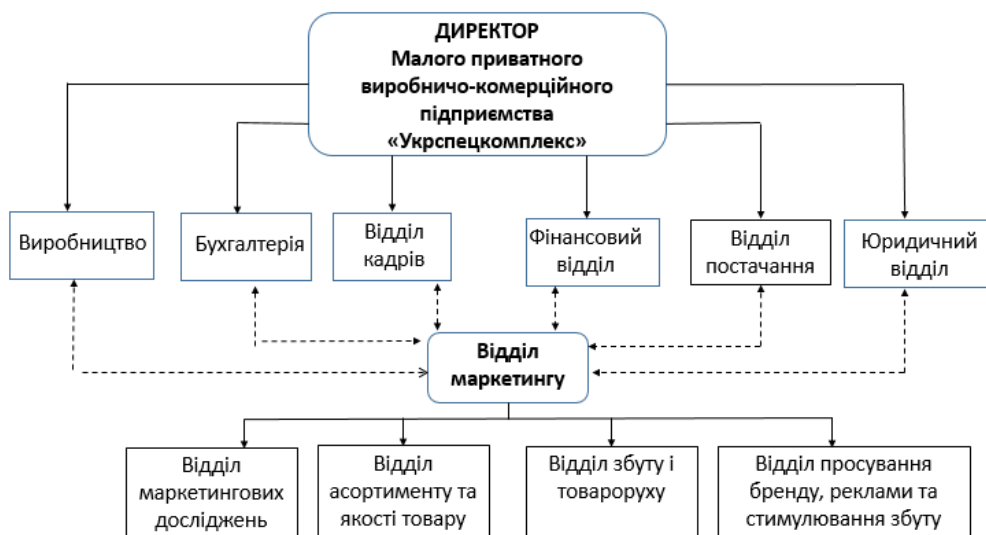 ДИРЕКТОР
Малого приватного
виробничо-комерційного
підприємства
«Укрспецкомплекс»
Виробництво
Бухгалтерія
Відділ
кадрів
Фінансовий
відділ
Відділ
постачання
Юридичний
відділ
Відділ
маркетингу
Відділ
маркетингових
досліджень
Відділ
асортименту та
якості товару
Відділ збуту і
товароруху
Відділ просування
бренду, реклами та
стимулювання збуту